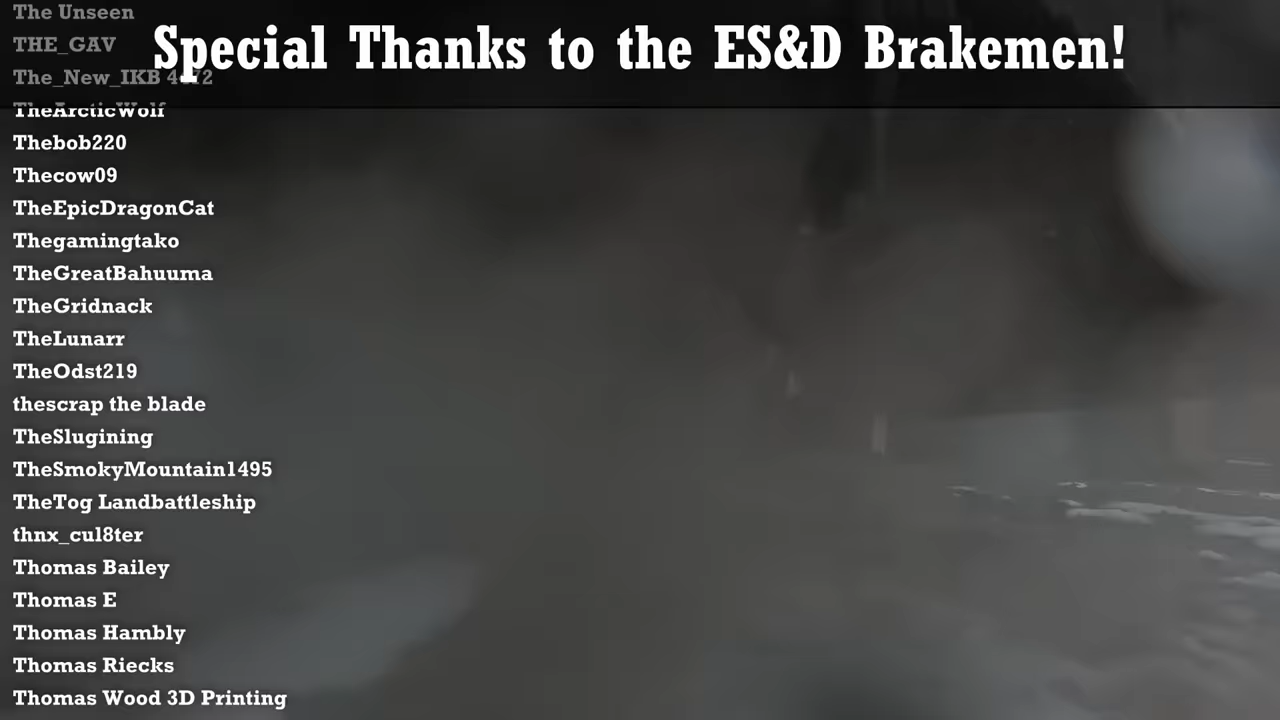 The Unseen
THE_GAV
Special Thanks to the ES&D Brakemen!
The_New_IKB
TheArcticWolf
Thebob220
Thecow09
TheEpicDragonCat
Thegamingtako
TheGreatBahuuma
TheGridnack
TheLunarr
TheOdst219
thescrap the blade
TheSlugining
TheSmokyMountain1495
TheTog Landbattleship
thnx_cul8ter
Thomas Bailey
Thomas E
Thomas Hambly
Thomas Riecks
Thomas Wood 3D Printing